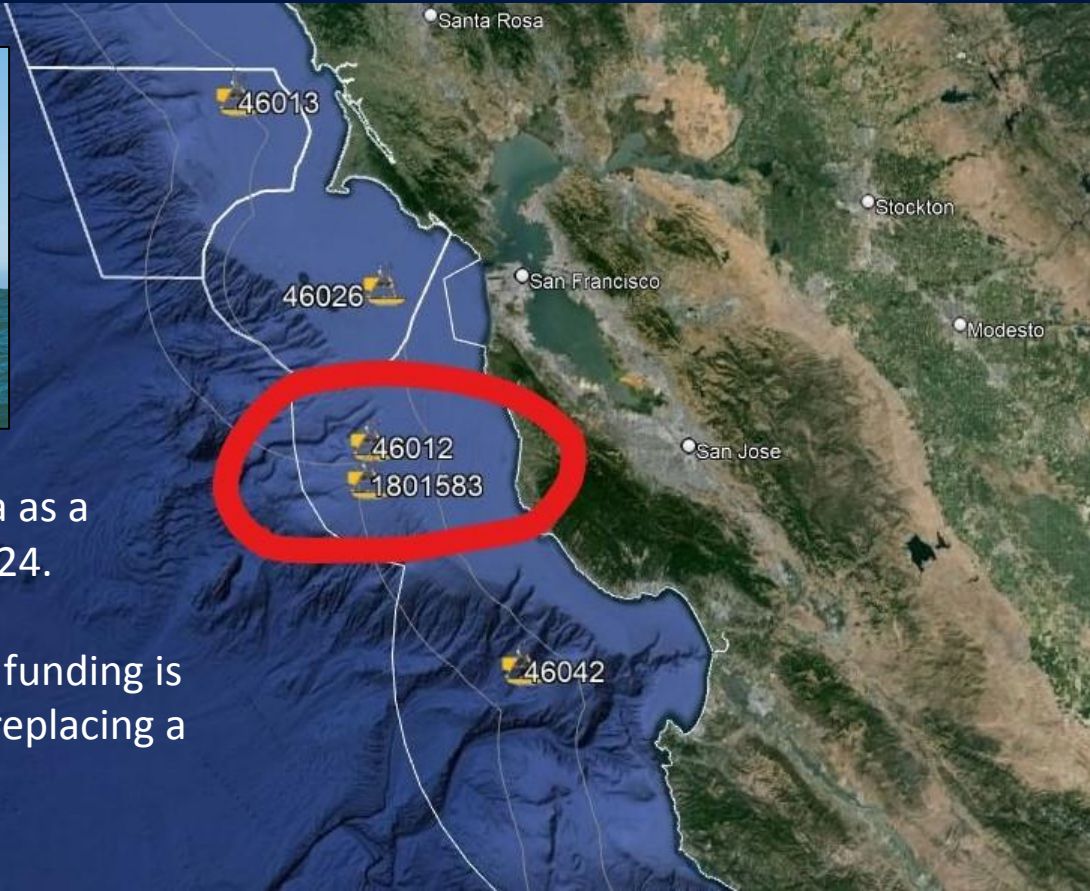 Santa Rosa
46013
Stockton
46026
San Francisco
Modesto
46012
San Jose
1801583
a as a
24.
46042
funding is
replacing a